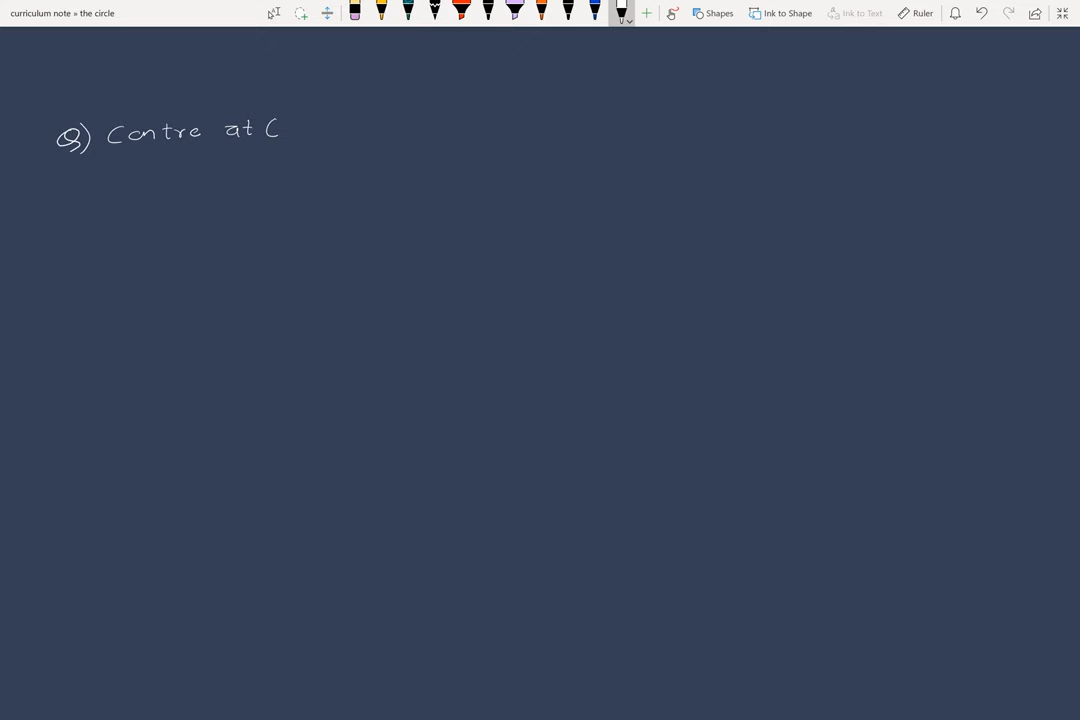 curriculum note » the circle
Shapes Ink to Shape Ink to Text Ruler
Q) Centre at (